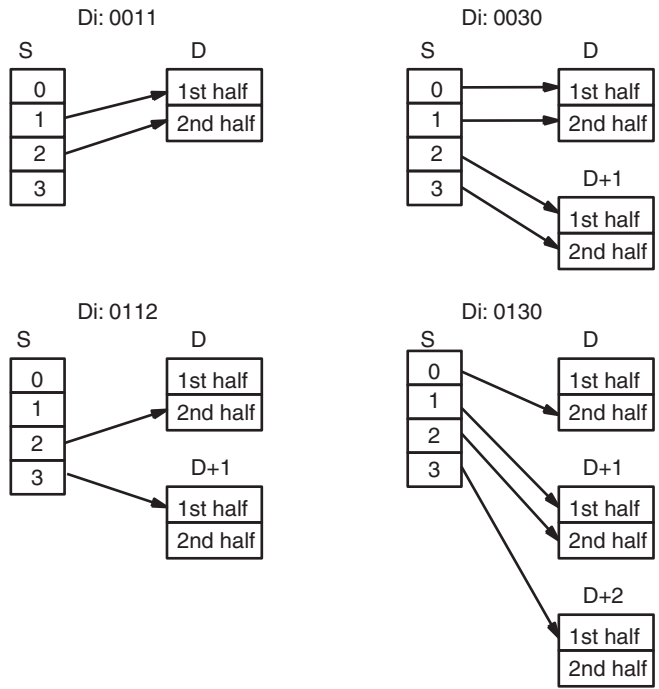 Di: 0011
S
D
0
1
2
3
1st half
2nd half
Di: 0030
S
D
0
1
2
3
1st half
2nd half
D+1
1st half
2nd half
Di: 0112
S
D
0
1
2
3
1st half
2nd half
D+1
1st half
2nd half
Di: 0130
S
D
0
1
2
3
1st half
2nd half
D+1
1st half
2nd half
D+2
1st half
2nd half